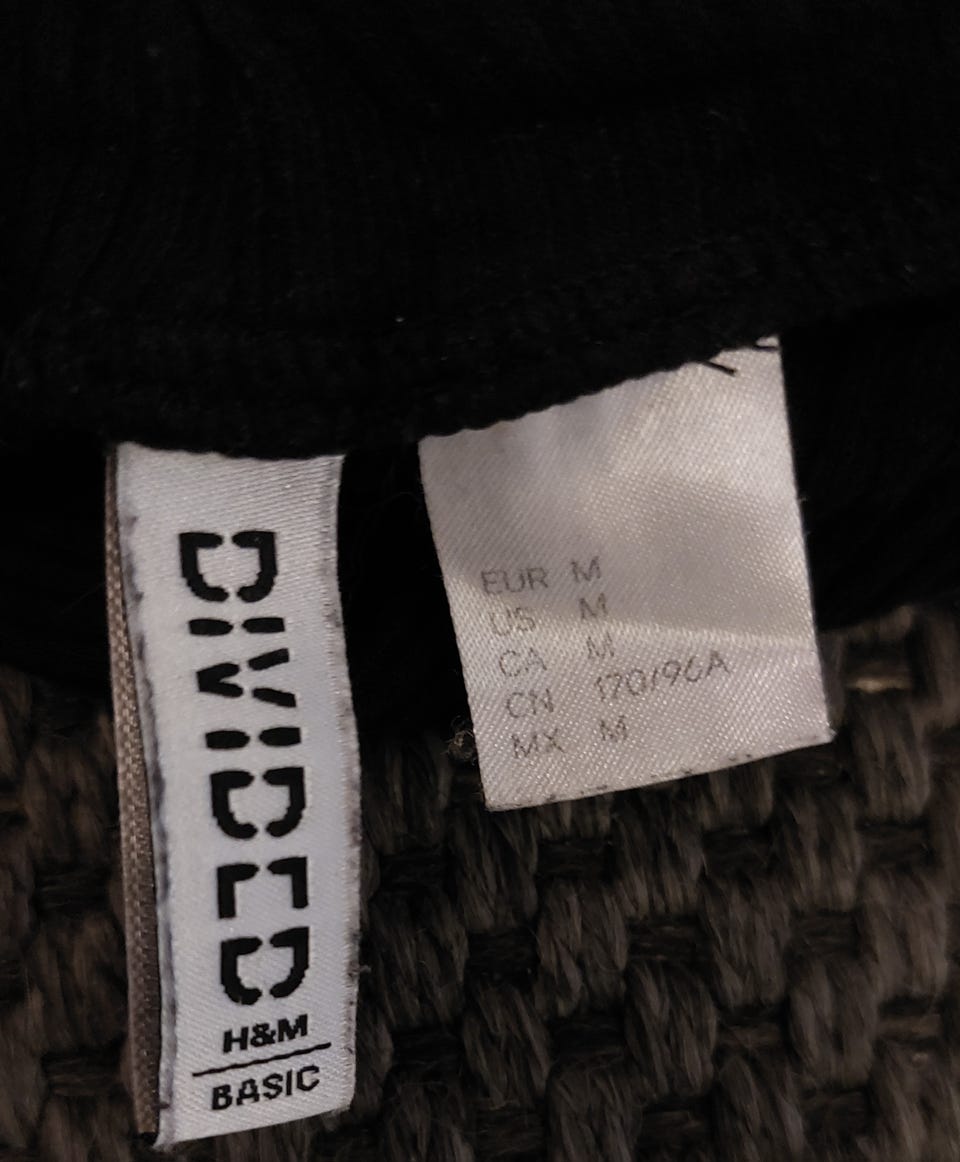 DIVIDED
H&M
BASIC
EUR M
US M
CA M
CN 170/96A
MX M